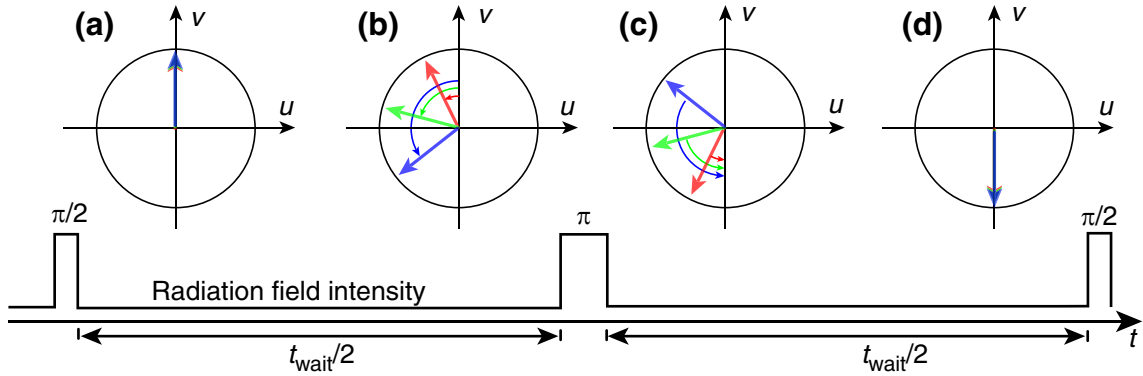 (a) v (b) v (c) v (d) v
u u u u
π/2 π π/2
Radiation field intensity
t
t_wait/2 t_wait/2